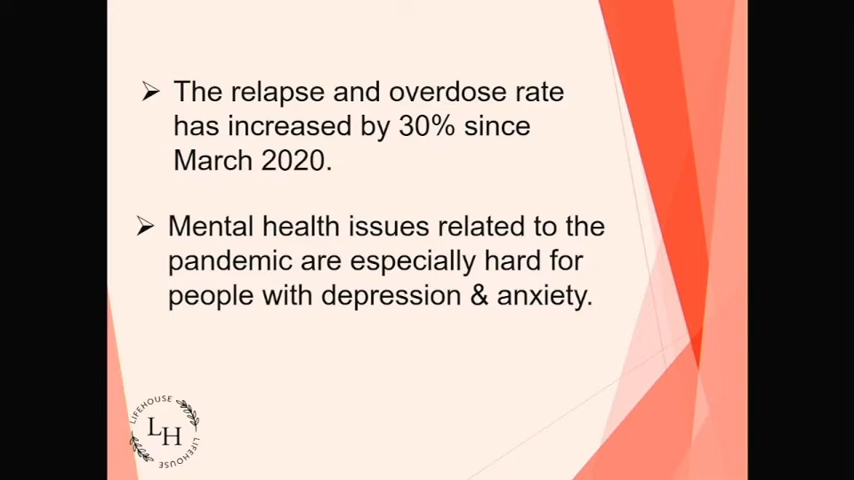 The relapse and overdose rate
has increased by 30% since
March 2020.
Mental health issues related to the
pandemic are especially hard for
people with depression & anxiety.
LIFEHOUSE
LH
LIFEHOUSE